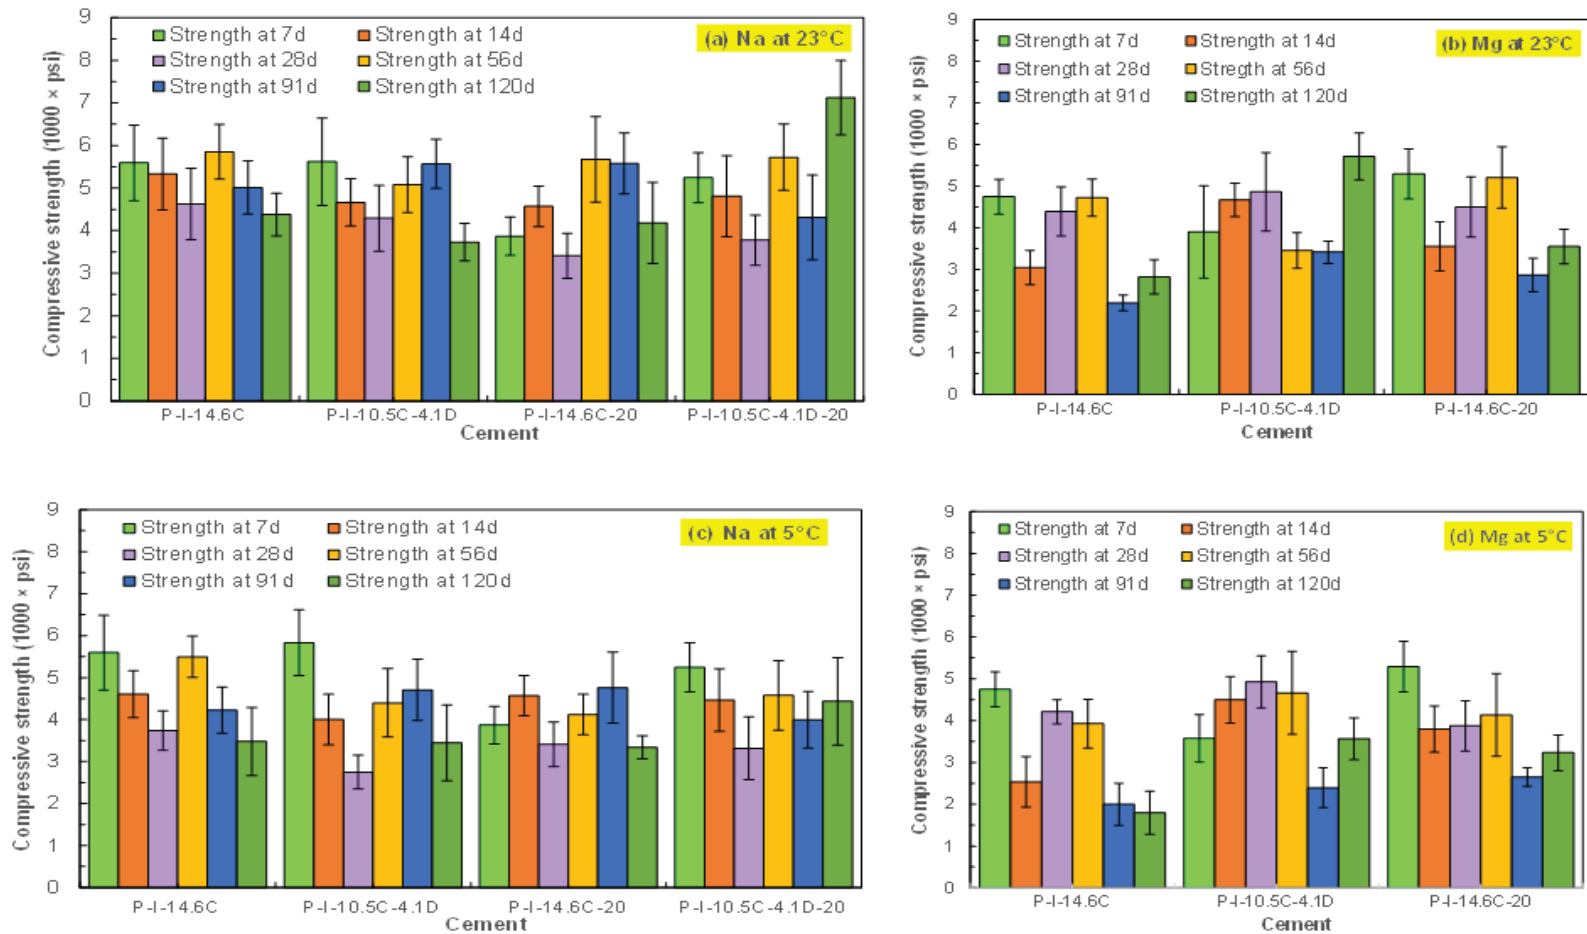 (a) Na at 23°C
Strength at 7d
Strength at 14d
Strength at 28d
Strength at 56d
Strength at 91d
Strength at 120d
Compressive strength (1000 × psi)
9
8
7
6
5
4
3
2
1
0
P-I-14.6C
P-I-10.5C-4.1D
P-I-14.6C-20
P-I-10.5C-4.1D-20
Cement
(b) Mg at 23°C
Strength at 7d
Strength at 14d
Strength at 28d
Stregth at 56d
Strength at 91d
Strength at 120d
Compressive strength (1000 × psi)
9
8
7
6
5
4
3
2
1
0
P-I-14.6C
P-I-10.5C-4.1D
P-I-14.6C-20
Cement
(c) Na at 5°C
Strength at 7d
Strength at 14d
Strength at 28d
Strength at 56d
Strength at 91d
Strength at 120d
Compressive strength (1000 × psi)
9
8
7
6
5
4
3
2
1
0
P-I-14.6C
P-I-10.5C-4.1D
P-I-14.6C-20
P-I-10.5C-4.1D-20
Cement
(d) Mg at 5°C
Strength at 7d
Strength at 14d
Strength at 28d
Strength at 56d
Strength at 91d
Strength at 120d
Compressive strength (1000 × psi)
9
8
7
6
5
4
3
2
1
0
P-I-14.6C
P-I-10.5C-4.1D
P-I-14.6C-20
Cement